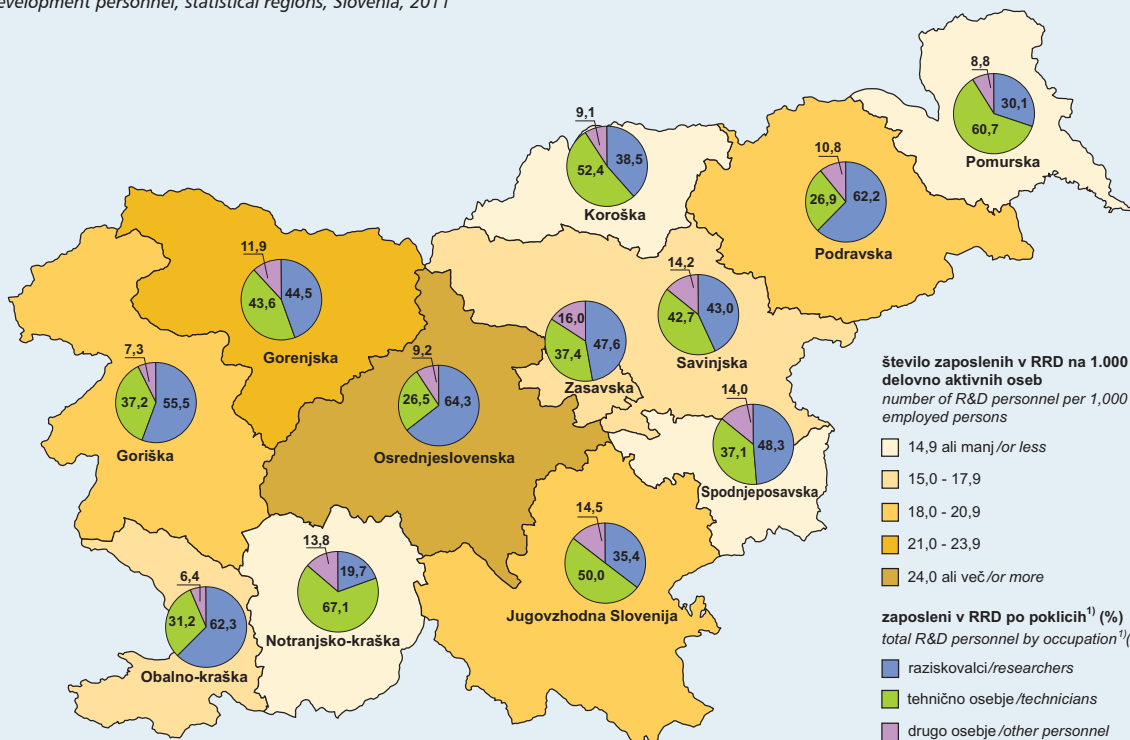 development personnel, statistical regions, Slovenia, 2011
8,8
30,1
60,7
Pomurska
9,1
38,5
52,4
Koroška
10,8
26,9
62,2
Podravska
11,9
44,5
43,6
Gorenjska
14,2
43,0
42,7
Savinjska
16,0
47,6
37,4
Zasavska
7,3
37,2
55,5
Goriška
9,2
26,5
64,3
Osrednjeslovenska
14,0
37,1
48,3
Spodnjeposavska
14,5
35,4
50,0
Jugovzhodna Slovenija
13,8
19,7
67,1
Notranjsko-kraška
6,4
31,2
62,3
Obalno-kraška
število zaposlenih v RRD na 1.000
delovno aktivnih oseb
number of R&D personnel per 1,000
employed persons
14,9 ali manj/or less
15,0 - 17,9
18,0 - 20,9
21,0 - 23,9
24,0 ali več/or more
zaposleni v RRD po poklicih1) (%)
total R&D personnel by occupation1)(
raziskovalci/researchers
tehnično osebje/technicians
drugo osebje/other personnel